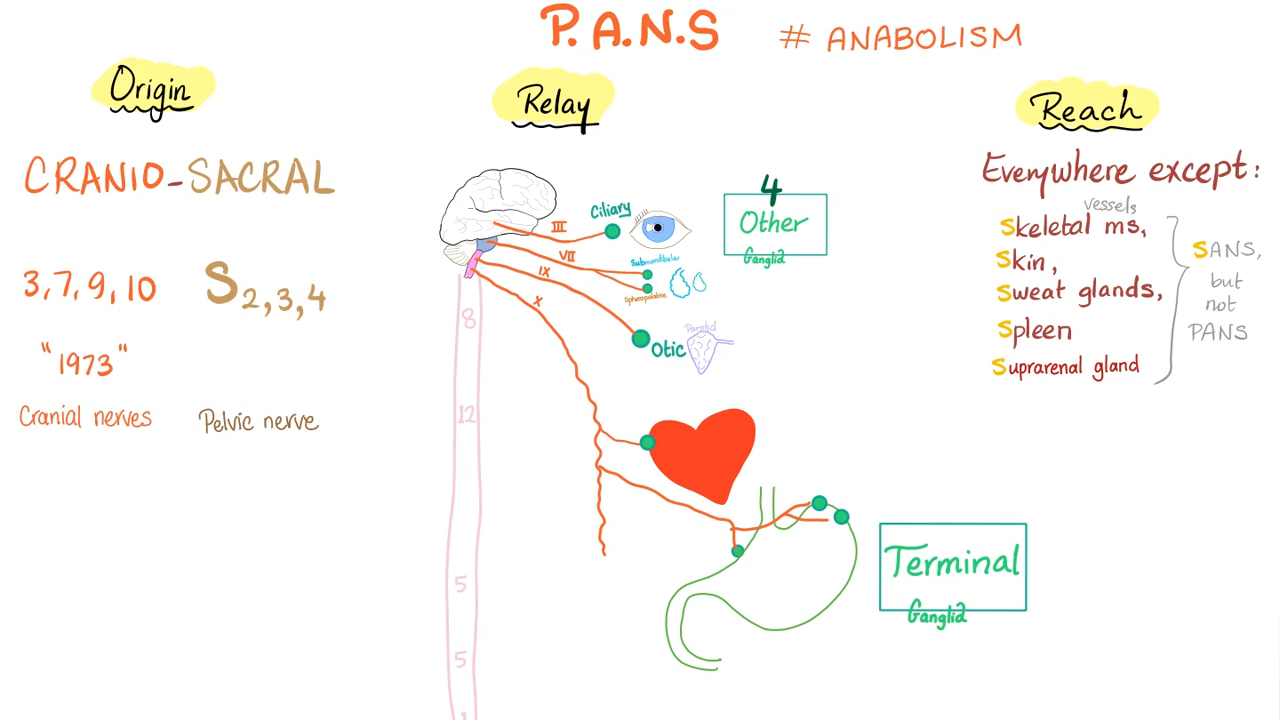 P.A.N.S # ANABOLISM
Origin
CRANIO-SACRAL
3,7,9,10 S2,3,4
"1973"
Cranial nerves Pelvic nerve
Relay
III
VII
IX
X
Ciliary
Submandibular
Sphenopalatine
Otic
Parotid
4
Other
Ganglia
8
12
5
5
1
Terminal
Ganglia
Reach
Everywhere except:
vessels
Skeletal ms,
Skin,
Sweat glands,
Spleen
Suprarenal gland
SANS,
but
not
PANS